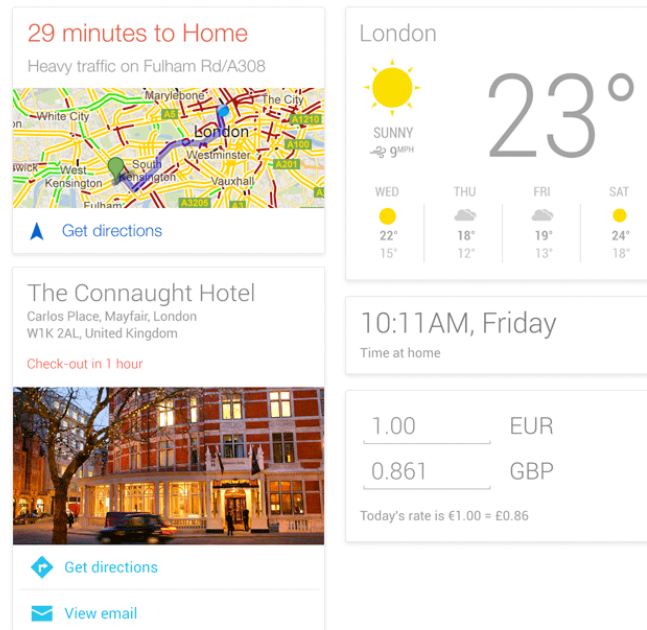 29 minutes to Home
Heavy traffic on Fulham Rd/A308
Marylebone
The City
White City
A5
A1210
London
A100
Westminster
A201
West
Kensington
South
Kensington
Vauxhall
Fulham
A3205
A3
Get directions
The Connaught Hotel
Carlos Place, Mayfair, London
W1K 2AL, United Kingdom
Check-out in 1 hour
Get directions
View email
London
23°
SUNNY
9MPH
WED THU FRI SAT
22° 18° 19° 24°
15° 12° 13° 18°
10:11AM, Friday
Time at home
1.00 EUR
0.861 GBP
Today's rate is €1.00 = £0.86